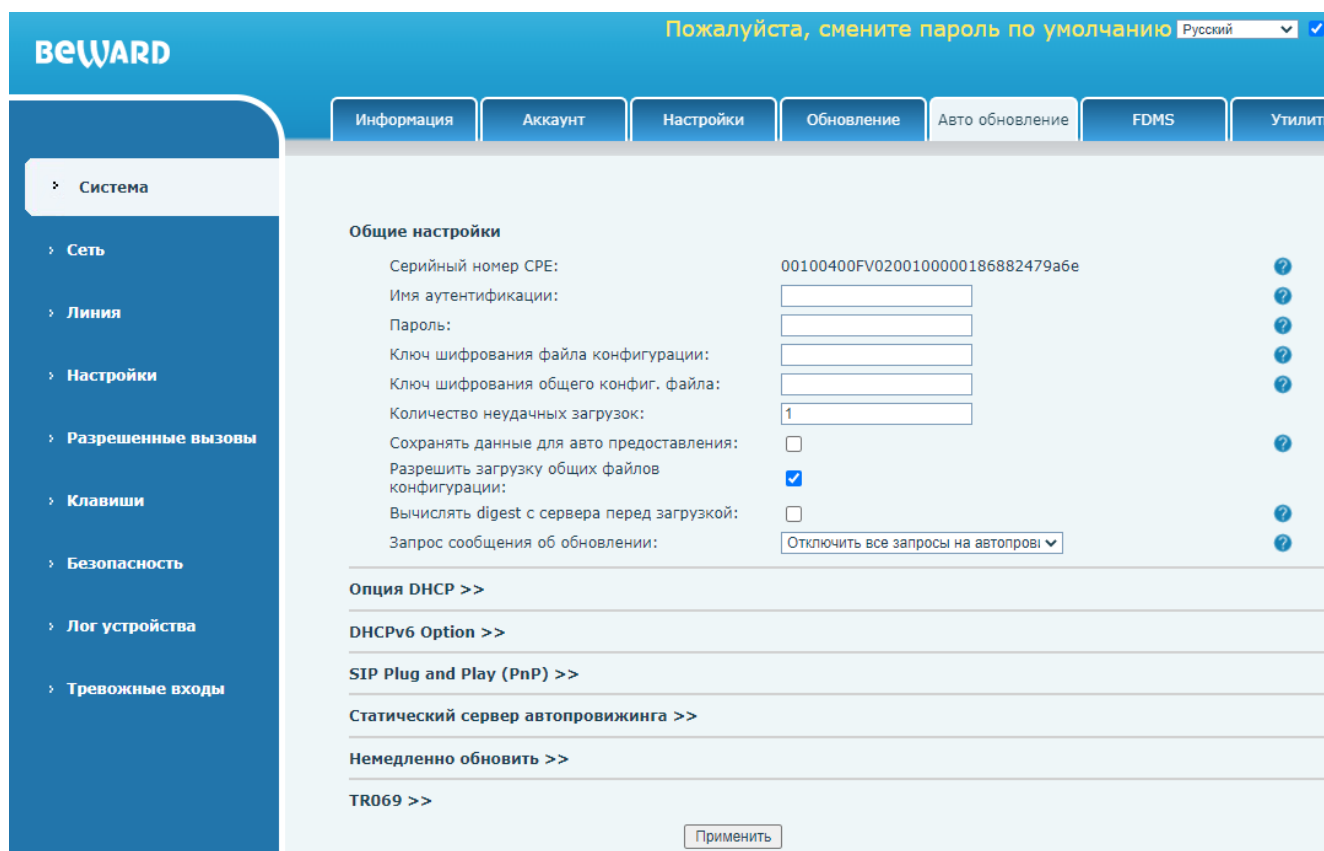 Пожалуйста, смените пароль по умолчанию Русский
BEWARD
Информация Аккаунт Настройки Обновление Авто обновление FDMS Утилит
Система
Сеть
Линия
Настройки
Разрешенные вызовы
Клавиши
Безопасность
Лог устройства
Тревожные входы
Общие настройки
Серийный номер CPE: 00100400FV0200100000186882479a6e
Имя аутентификации:
Пароль:
Ключ шифрования файла конфигурации:
Ключ шифрования общего конфиг. файла:
Количество неудачных загрузок: 1
Сохранять данные для авто предоставления:
Разрешить загрузку общих файлов
конфигурации:
Вычислять digest с сервера перед загрузкой:
Запрос сообщения об обновлении: Отключить все запросы на автопрови
Опция DHCP >>
DHCPv6 Option >>
SIP Plug and Play (PnP) >>
Статический сервер автопровижинга >>
Немедленно обновить >>
TR069 >>
Применить